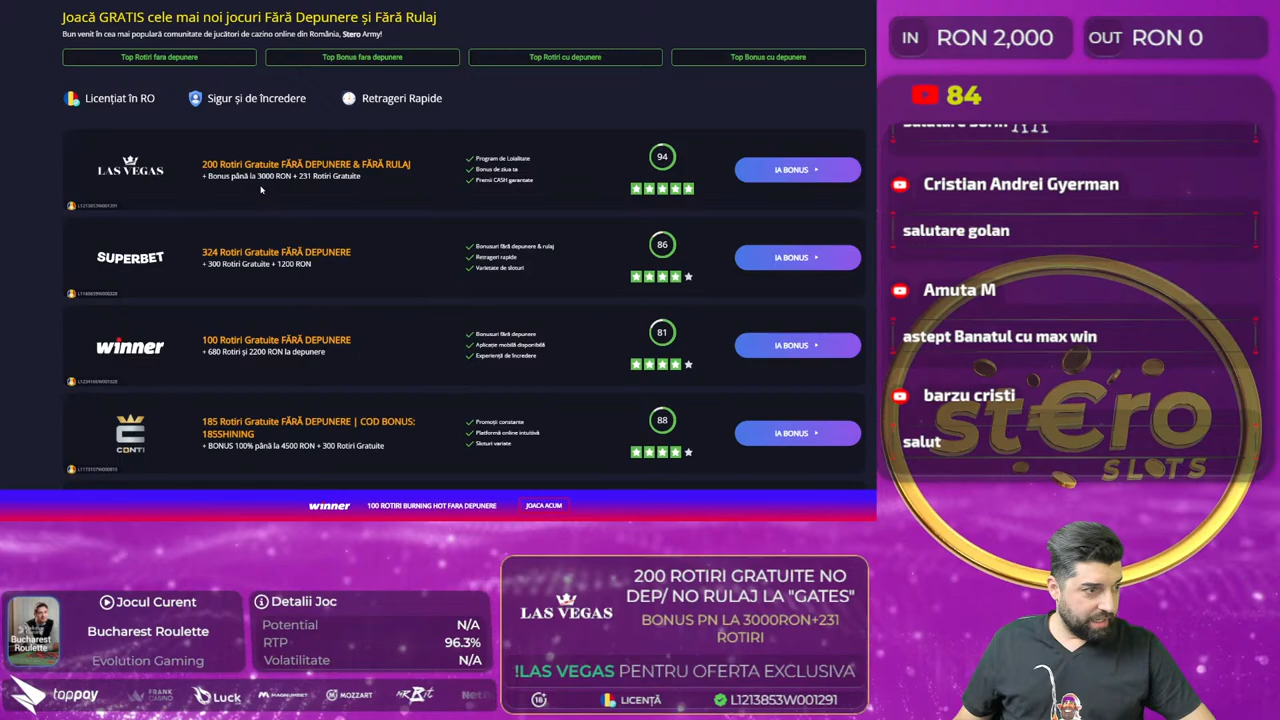 Joacă GRATIS cele mai noi jocuri Fără Depunere și Fără Rulaj
Bun venit în cea mai populară comunitate de jucători de cazino online din România, Stero Army!
Top Rotiri fara depunere
Top Bonus fara depunere
Top Rotiri cu depunere
Top Bonus cu depunere
Licențiat în RO
Sigur și de încredere
Retrageri Rapide
LAS VEGAS
200 Rotiri Gratuite FĂRĂ DEPUNERE & FĂRĂ RULAJ
+ Bonus până la 3000 RON + 231 Rotiri Gratuite
Program de Loialitate
Bonus de ziua ta
Premii CASH garantate
94
IA BONUS
L1213853W001291
SUPERBET
324 Rotiri Gratuite FĂRĂ DEPUNERE
+ 300 Rotiri Gratuite + 1200 RON
Bonusuri fără depunere & rulaj
Retrageri rapide
Varietate de sloturi
86
IA BONUS
winner
100 Rotiri Gratuite FĂRĂ DEPUNERE
+ 680 Rotiri și 2200 RON la depunere
Bonusuri fără depunere
Aplicație mobilă disponibilă
Experiență de încredere
81
IA BONUS
CONTI
185 Rotiri Gratuite FĂRĂ DEPUNERE | COD BONUS:
185SHINING
+ BONUS 100% până la 4500 RON + 300 Rotiri Gratuite
Promoții constante
Platformă online intuitivă
Sloturi variate
88
IA BONUS
winner
100 ROTIRI BURNING HOT FARA DEPUNERE
JOACA ACUM
IN RON 2,000
OUT RON 0
84
Cristian Andrei Gyerman
salutare golan
Amuta M
astept Banatul cu max win
barzu cristi
salut
st€ro
SLOTS
Jocul Curent
Bucharest Roulette
Evolution Gaming
Bucharest
Roulette
Detalii Joc
Potential N/A
RTP 96.3%
Volatilitate N/A
toppay
FRANK
CASINO
Luck
MAGNUMBET
MOZZART
MR BIT
LAS VEGAS
200 ROTIRI GRATUITE NO
DEP/ NO RULAJ LA "GATES"
BONUS PN LA 3000RON+231
ROTIRI
!LAS VEGAS PENTRU OFERTA EXCLUSIVA
18
LICENȚĂ
L1213853W001291